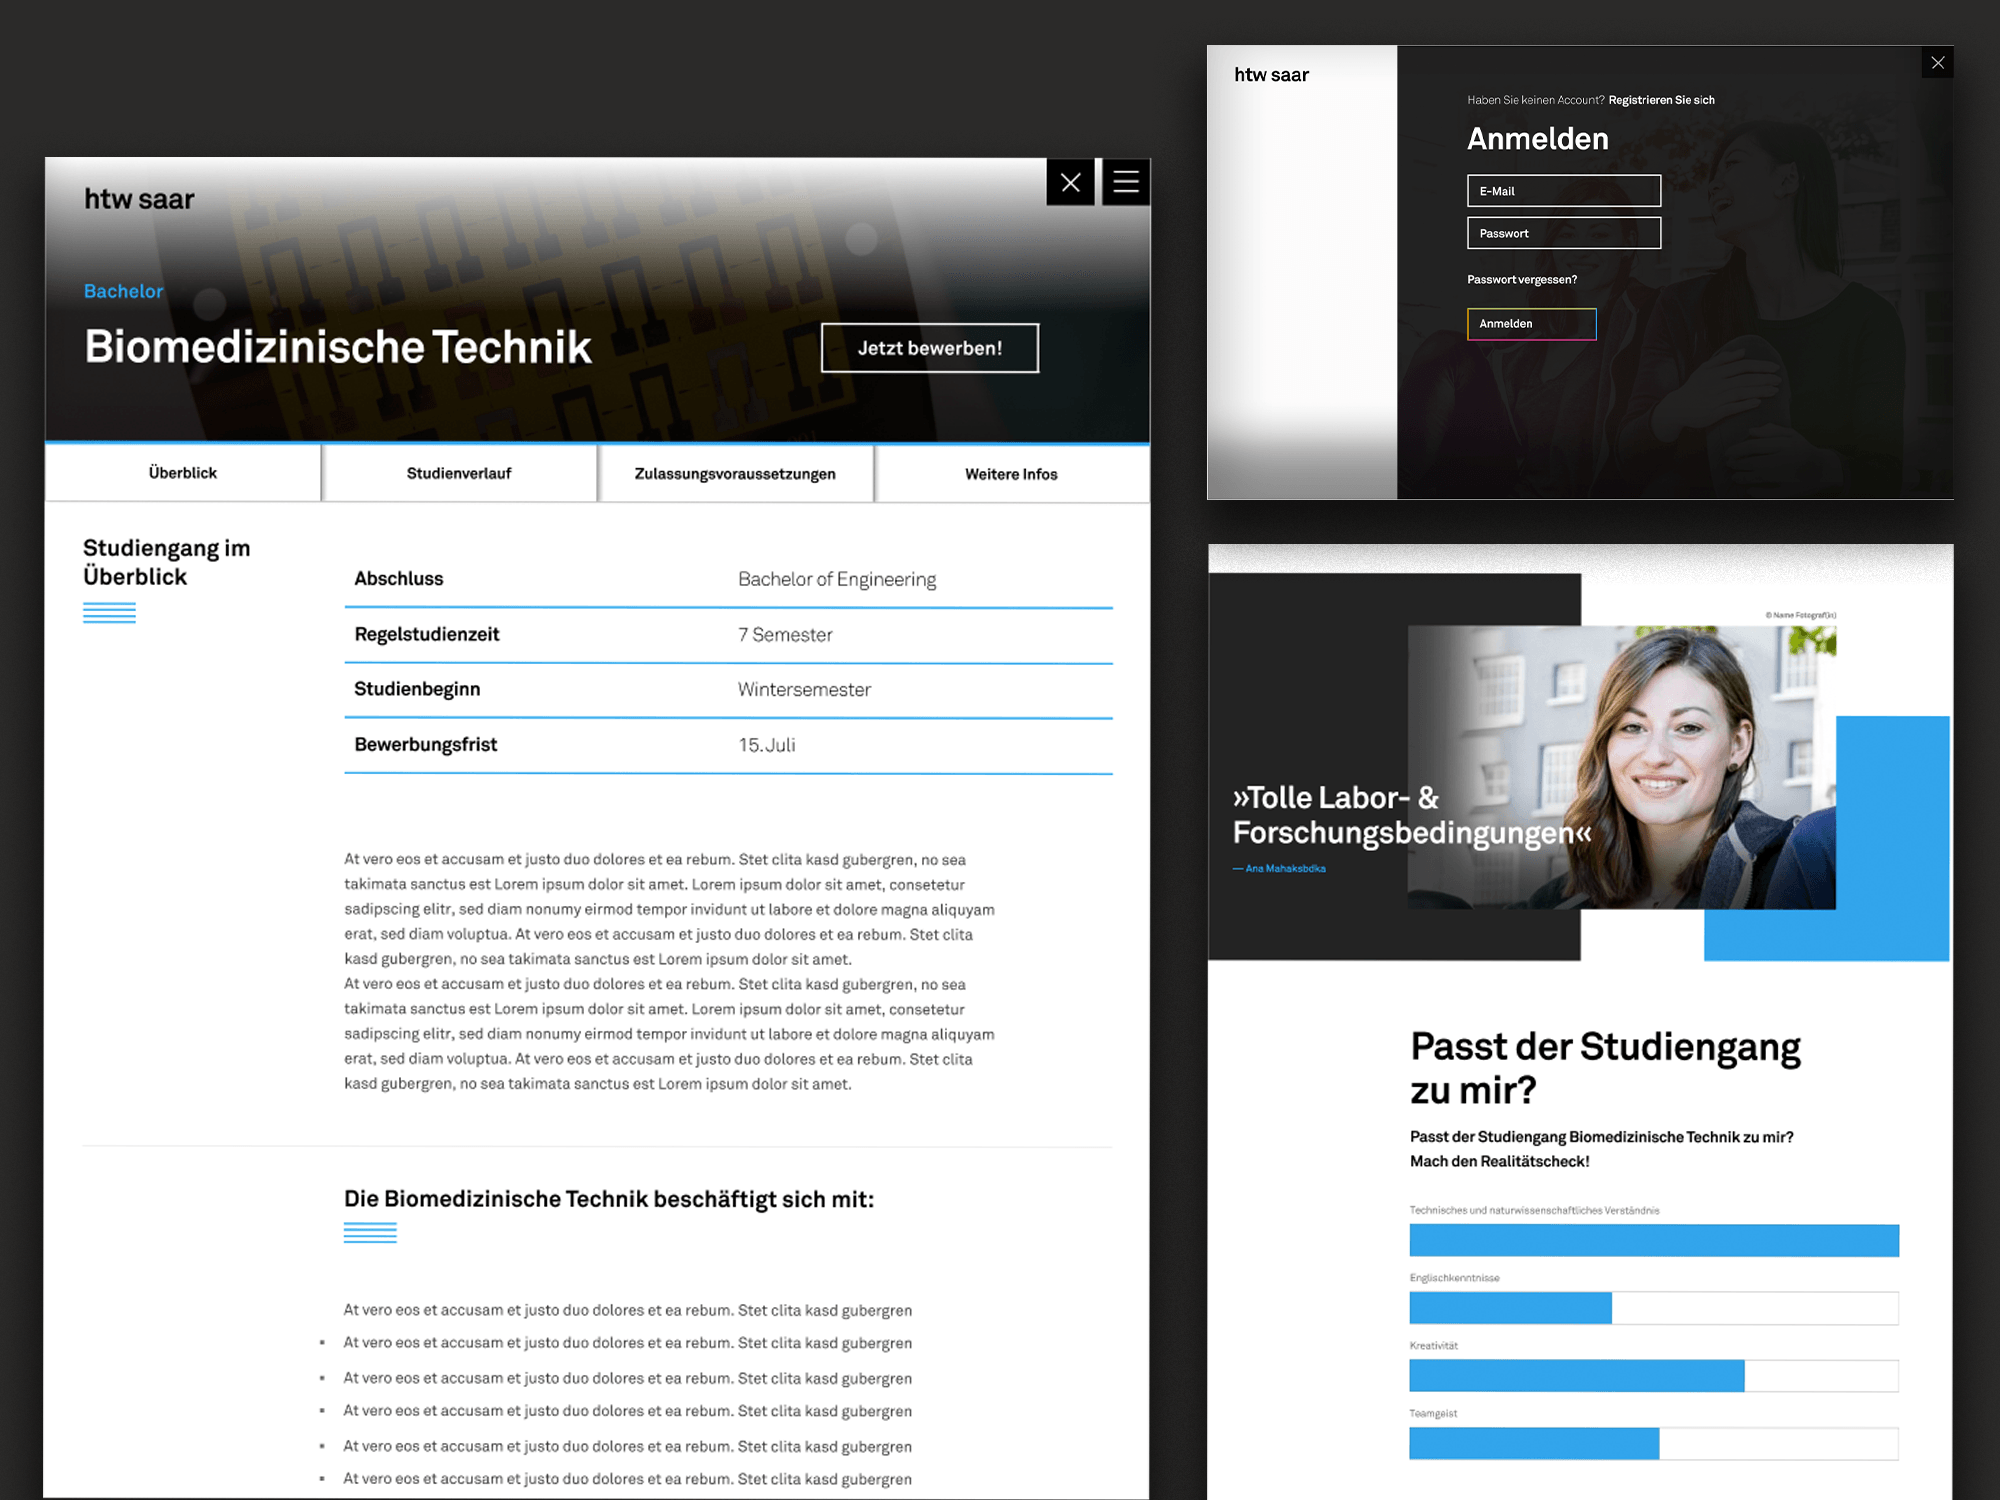 htw saar
Bachelor
Biomedizinische Technik
Jetzt bewerben!
Überblick
Studienverlauf
Zulassungsvoraussetzungen
Weitere Infos
Studiengang im
Überblick
Abschluss
Bachelor of Engineering
Regelstudienzeit
7 Semester
Studienbeginn
Wintersemester
Bewerbungsfrist
15.Juli
At vero eos et accusam et justo duo dolores et ea rebum. Stet clita kasd gubergren, no sea
takimata sanctus est Lorem ipsum dolor sit amet. Lorem ipsum dolor sit amet, consetetur
sadipscing elitr, sed diam nonumy eirmod tempor invidunt ut labore et dolore magna aliquyam
erat, sed diam voluptua. At vero eos et accusam et justo duo dolores et ea rebum. Stet clita
kasd gubergren, no sea takimata sanctus est Lorem ipsum dolor sit amet.
At vero eos et accusam et justo duo dolores et ea rebum. Stet clita kasd gubergren, no sea
takimata sanctus est Lorem ipsum dolor sit amet. Lorem ipsum dolor sit amet, consetetur
sadipscing elitr, sed diam nonumy eirmod tempor invidunt ut labore et dolore magna aliquyam
erat, sed diam voluptua. At vero eos et accusam et justo duo dolores et ea rebum. Stet clita
kasd gubergren, no sea takimata sanctus est Lorem ipsum dolor sit amet.
Die Biomedizinische Technik beschäftigt sich mit:
At vero eos et accusam et justo duo dolores et ea rebum. Stet clita kasd gubergren
▪ At vero eos et accusam et justo duo dolores et ea rebum. Stet clita kasd gubergren
▪ At vero eos et accusam et justo duo dolores et ea rebum. Stet clita kasd gubergren
▪ At vero eos et accusam et justo duo dolores et ea rebum. Stet clita kasd gubergren
▪ At vero eos et accusam et justo duo dolores et ea rebum. Stet clita kasd gubergren
▪ At vero eos et accusam et justo duo dolores et ea rebum. Stet clita kasd gubergren
htw saar
Haben Sie keinen Account? Registrieren Sie sich
Anmelden
E-Mail
Passwort
Passwort vergessen?
Anmelden
© Name Fotograf(in)
»Tolle Labor- &
Forschungsbedingungen«
— Ana Mahaksbdka
Passt der Studiengang
zu mir?
Passt der Studiengang Biomedizinische Technik zu mir?
Mach den Realitätscheck!
Technisches und naturwissenschaftliches Verständnis
Englischkenntnisse
Kreativität
Teamgeist